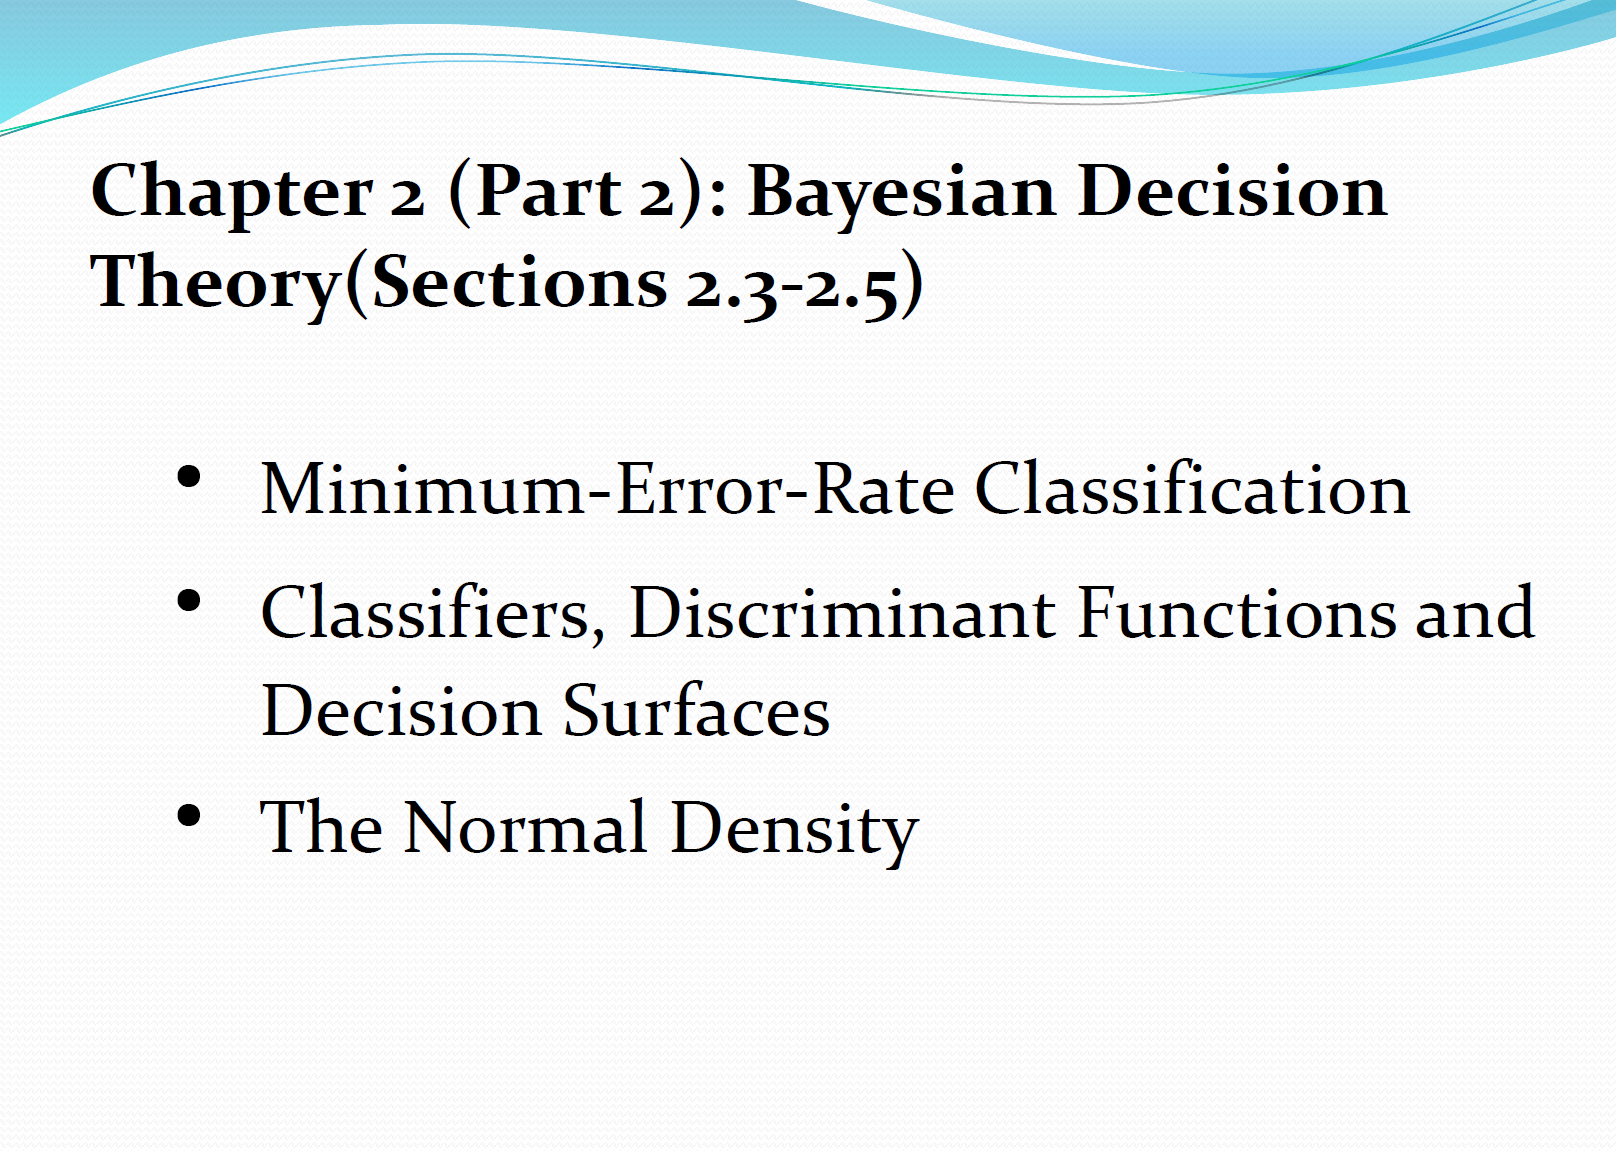 Chapter 2 (Part 2): Bayesian Decision
Theory(Sections 2.3-2.5)
• Minimum-Error-Rate Classification
• Classifiers, Discriminant Functions and
Decision Surfaces
• The Normal Density